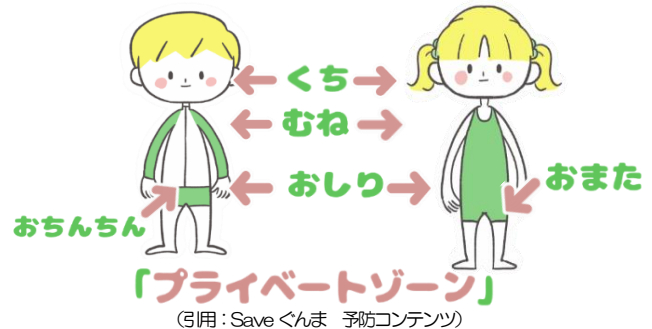 くち
むね
おしり
おまた
おちんちん
「プライベートゾーン」
（引用：Save ぐんま　予防コンテンツ）